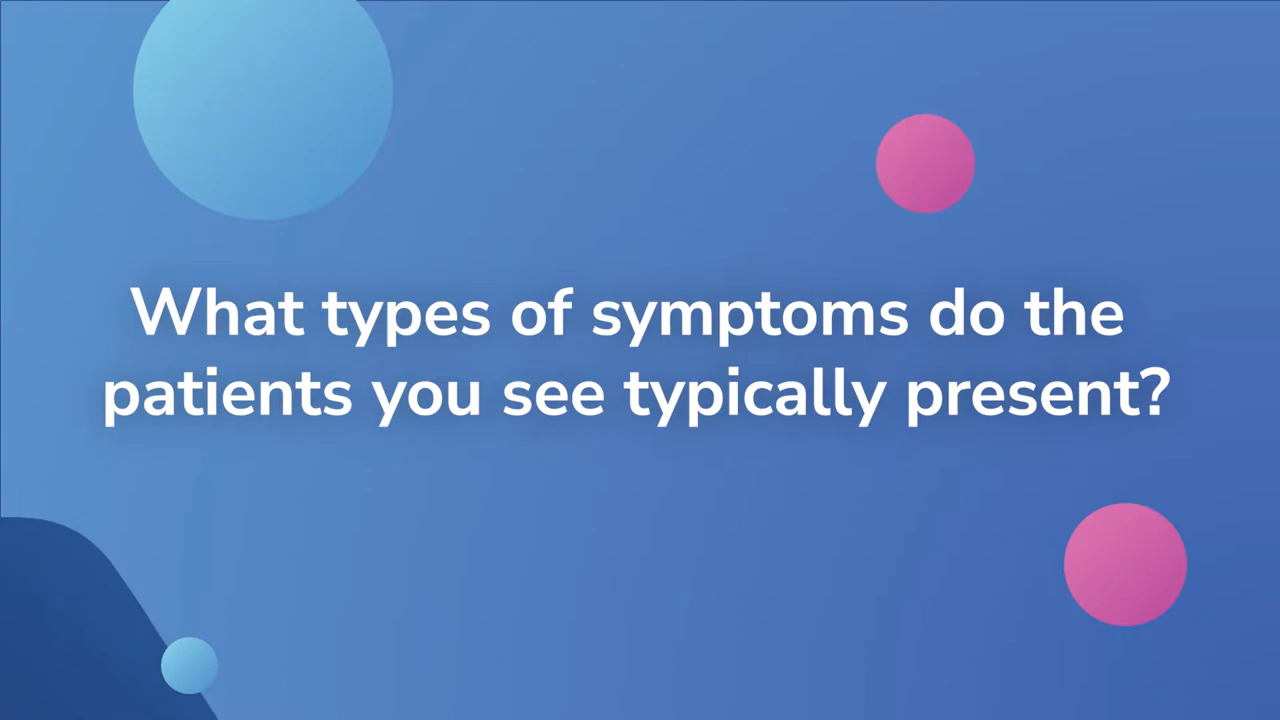 What types of symptoms do the
patients you see typically present?